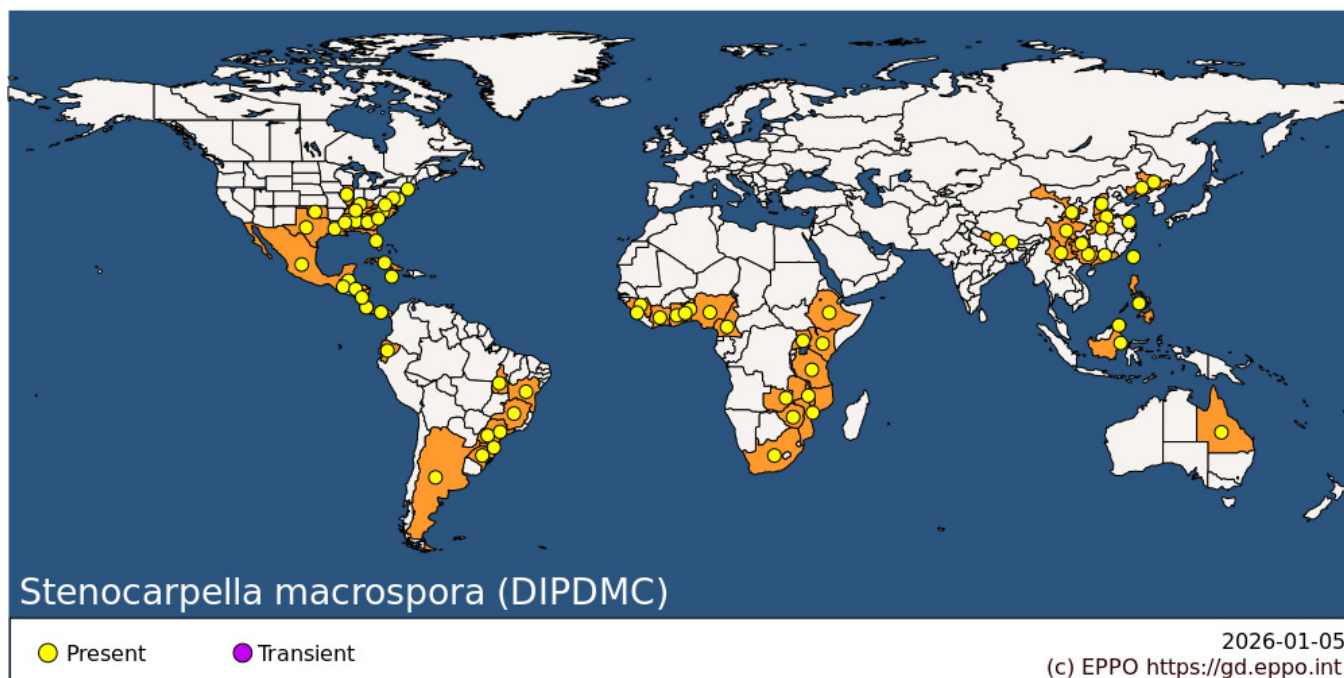 Stenocarpella macrospora (DIPDMC)
Present
Transient
2026-01-05
(c) EPPO https://gd.eppo.int